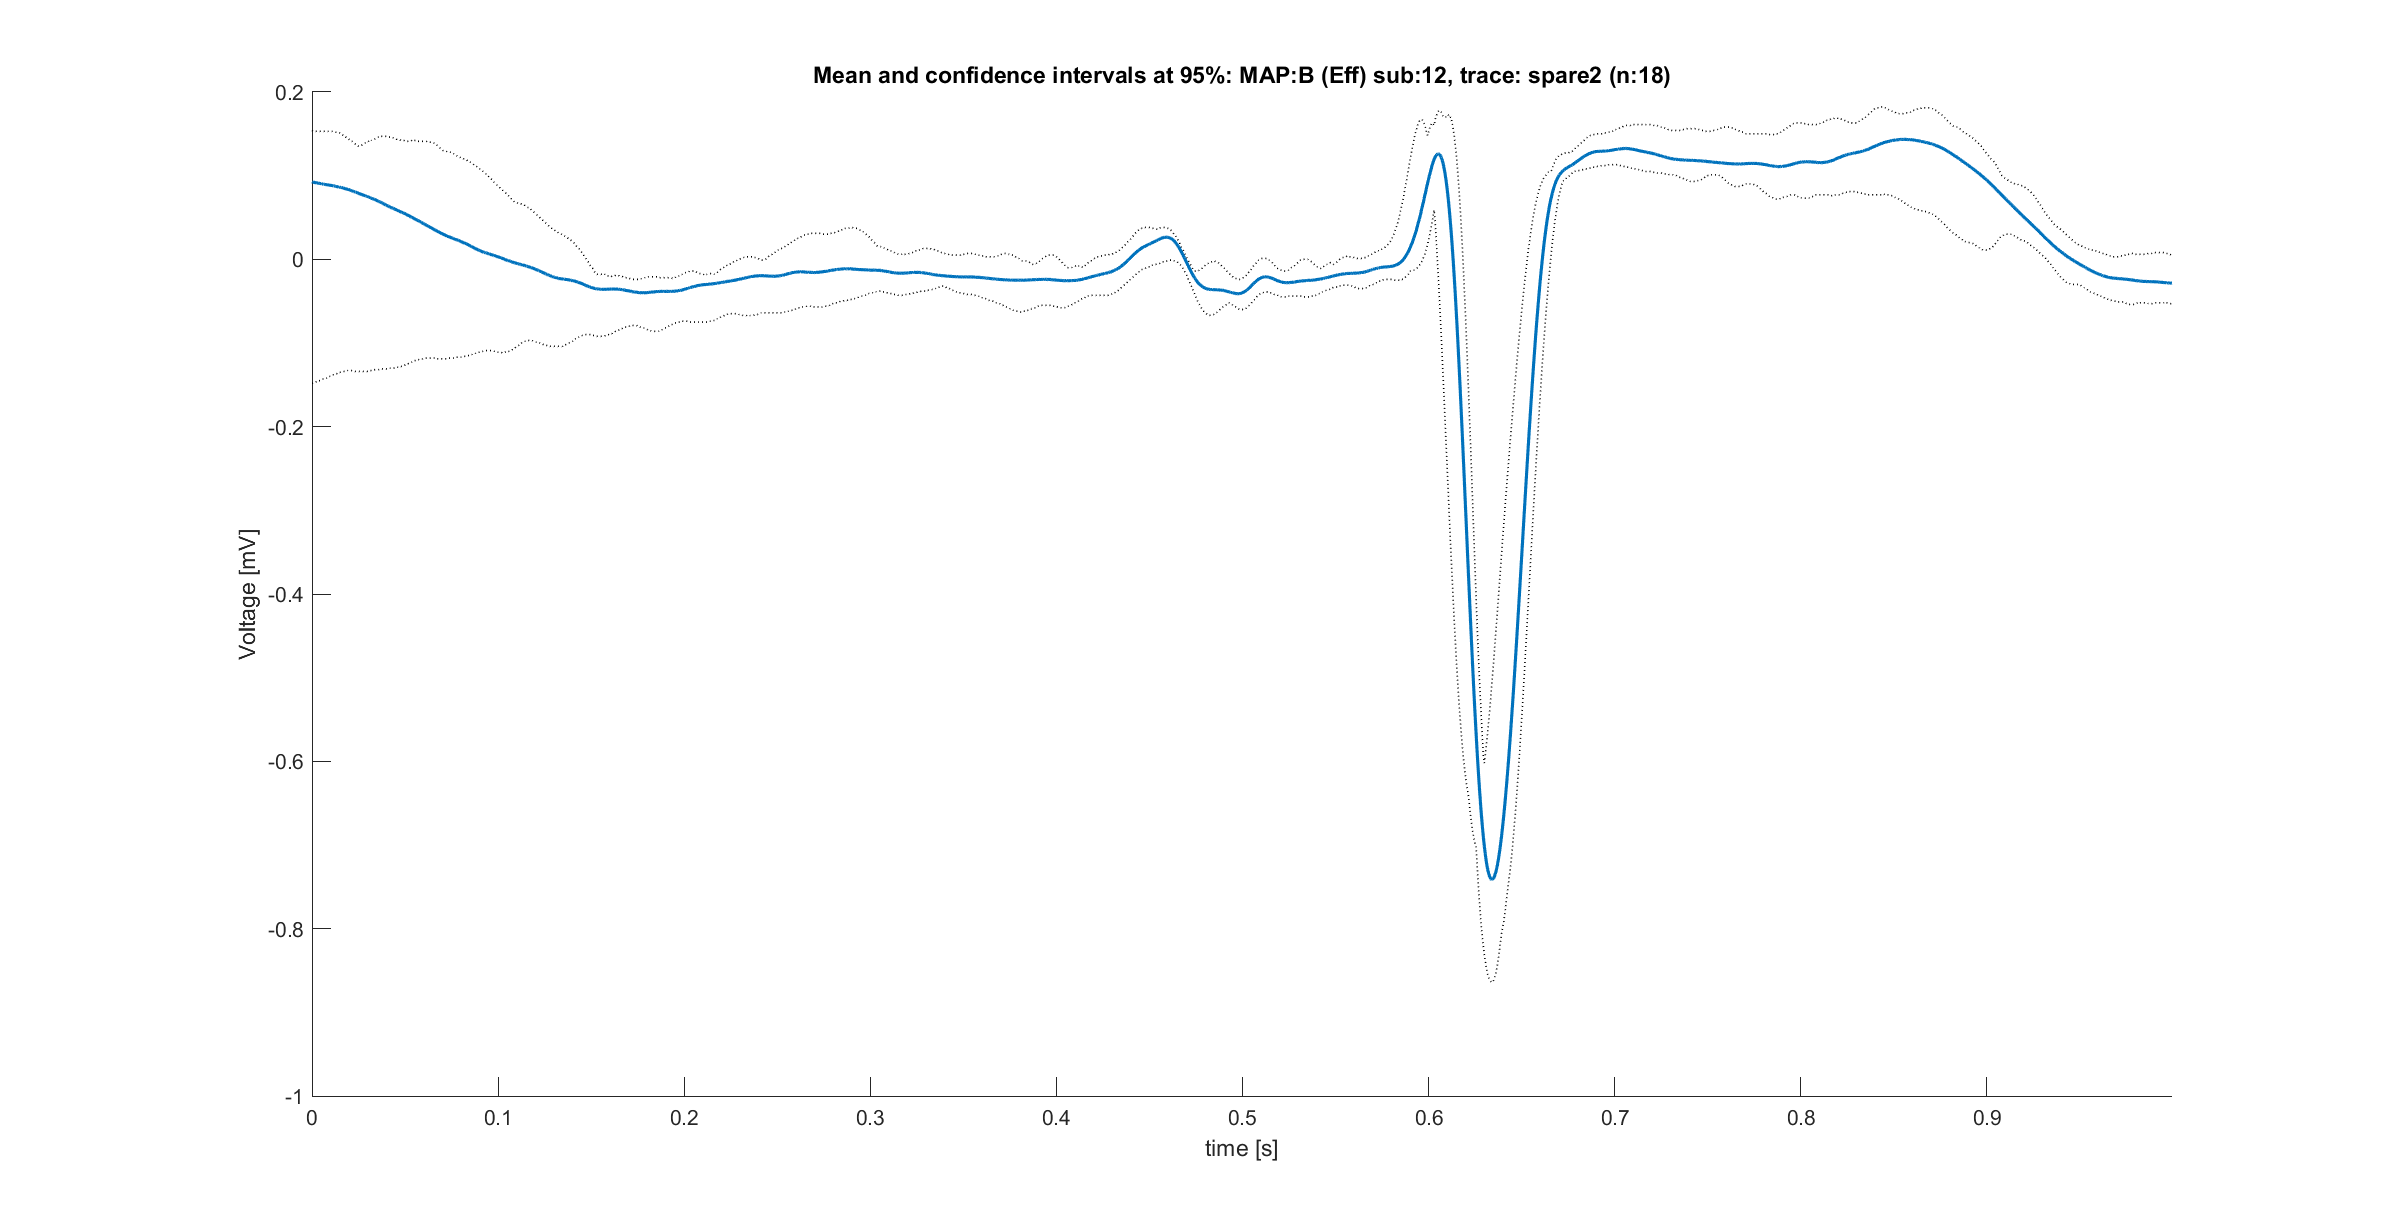 Mean and confidence intervals at 95%: MAP:B (Eff) sub:12, trace: spare2 (n:18)
0.2
0
-0.2
-0.4
-0.6
-0.8
-1
Voltage [mV]
0 0.1 0.2 0.3 0.4 0.5 0.6 0.7 0.8 0.9
time [s]